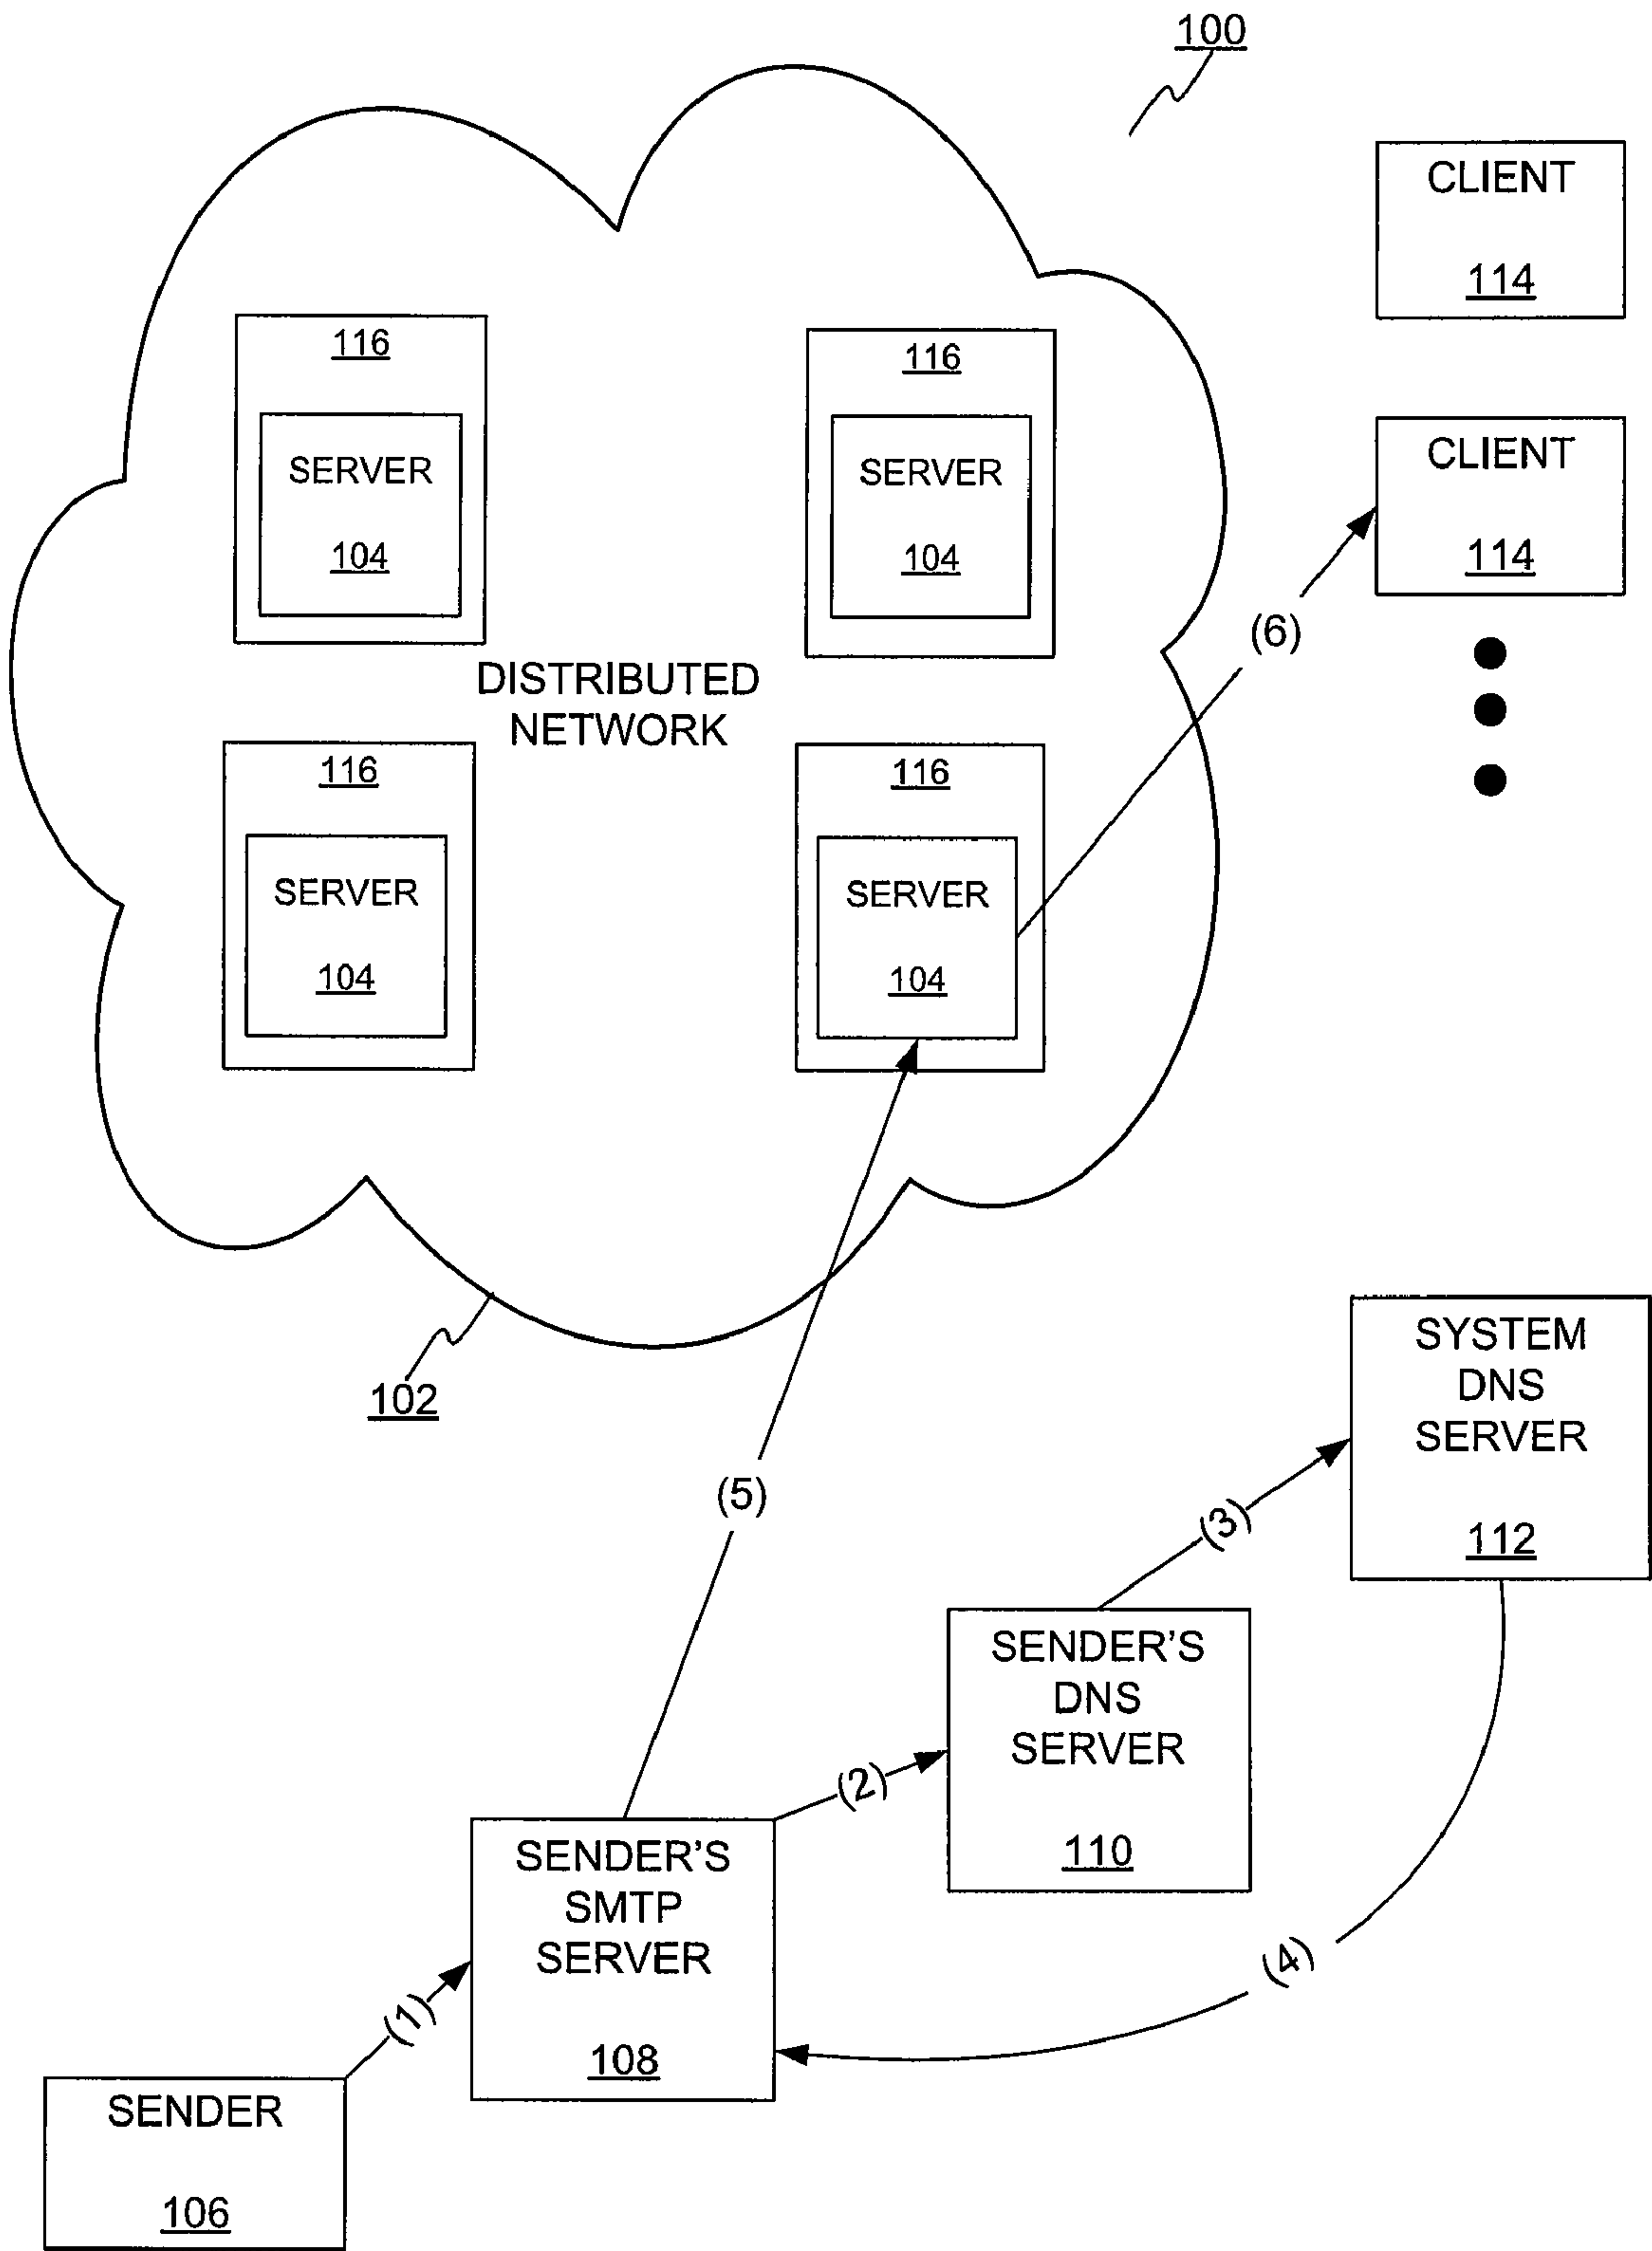 100
CLIENT
114
116
SERVER
104
116
SERVER
104
CLIENT
114
(6)
DISTRIBUTED
NETWORK
116
SERVER
104
116
SERVER
104
102
(5)
SYSTEM
DNS
SERVER
112
(3)
SENDER'S
DNS
SERVER
110
(2)
SENDER'S
SMTP
SERVER
108
(4)
(1)
SENDER
106